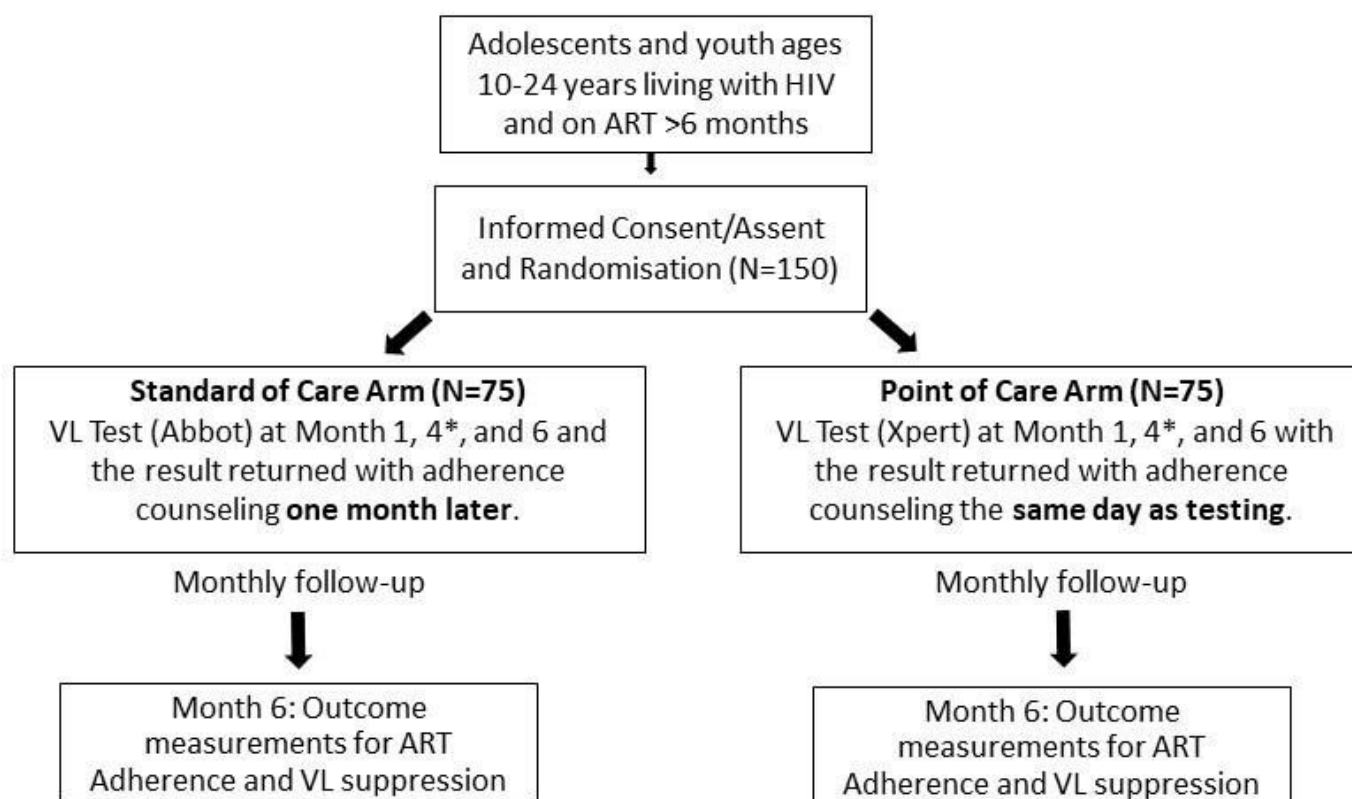 Adolescents and youth ages
10-24 years living with HIV
and on ART >6 months
Informed Consent/Assent
and Randomisation (N=150)
Standard of Care Arm (N=75)
VL Test (Abbot) at Month 1, 4*, and 6 and
the result returned with adherence
counseling one month later.
Point of Care Arm (N=75)
VL Test (Xpert) at Month 1, 4*, and 6 with
the result returned with adherence
counseling the same day as testing.
Monthly follow-up
Monthly follow-up
Month 6: Outcome
measurements for ART
Adherence and VL suppression
Month 6: Outcome
measurements for ART
Adherence and VL suppression